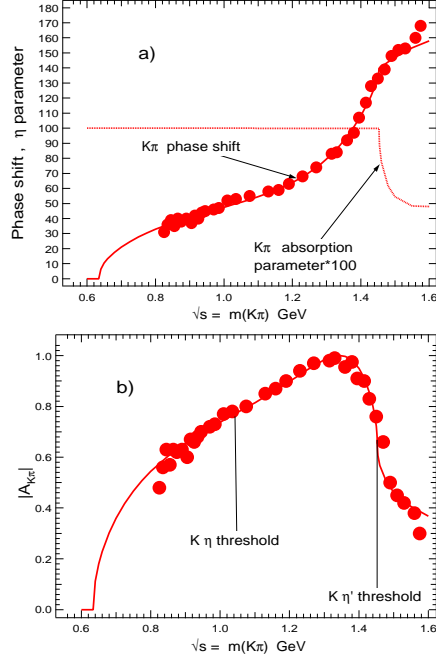 180
170
160
150
140
130
120
110
100
90
80
70
60
50
40
30
20
10
0
Phase shift , η parameter
a)
Kπ phase shift
Kπ absorption
parameter*100
0.6 0.8 1.0 1.2 1.4 1.6
√s = m(Kπ) GeV
1.0
0.8
0.6
0.4
0.2
0.0
|A_Kπ|
b)
K η threshold
K η' threshold
0.6 0.8 1.0 1.2 1.4 1.6
√s = m(Kπ) GeV